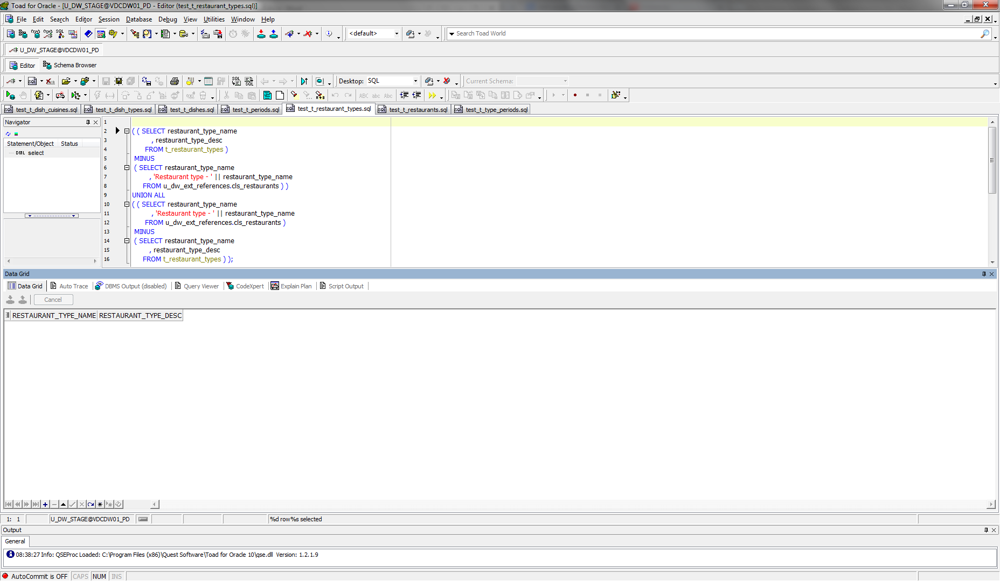 Toad for Oracle - [U_DW_STAGE@VDCDW01_PD - Editor (test_t_restaurant_types.sql)]
File Edit Search Editor Session Database Debug View Utilities Window Help
<default> Search Toad World
U_DW_STAGE@VDCDW01_PD
Editor Schema Browser
Desktop: SQL Current Schema:
test_t_dish_cuisines.sql test_t_dish_types.sql test_t_dishes.sql test_t_periods.sql test_t_restaurant_types.sql test_t_restaurants.sql test_t_type_periods.sql
Navigator
Statement/Object Status
DML select
1
2 ( ( SELECT restaurant_type_name
3 , restaurant_type_desc
4 FROM t_restaurant_types )
5 MINUS
6 ( SELECT restaurant_type_name
7 , 'Restaurant type - ' || restaurant_type_name
8 FROM u_dw_ext_references.cls_restaurants ) )
9 UNION ALL
10 ( ( SELECT restaurant_type_name
11 , 'Restaurant type - ' || restaurant_type_name
12 FROM u_dw_ext_references.cls_restaurants )
13 MINUS
14 ( SELECT restaurant_type_name
15 , restaurant_type_desc
16 FROM t_restaurant_types ) );
Data Grid
Data Grid Auto Trace DBMS Output (disabled) Query Viewer CodeXpert Explain Plan Script Output
Cancel
RESTAURANT_TYPE_NAME RESTAURANT_TYPE_DESC
1: 1 U_DW_STAGE@VDCDW01_PD %d row%s selected
Output
General
08:38:27 Info: QSEProc Loaded: C:\Program Files (x86)\Quest Software\Toad for Oracle 10\qse.dll Version: 1.2.1.9
AutoCommit is OFF CAPS NUM INS